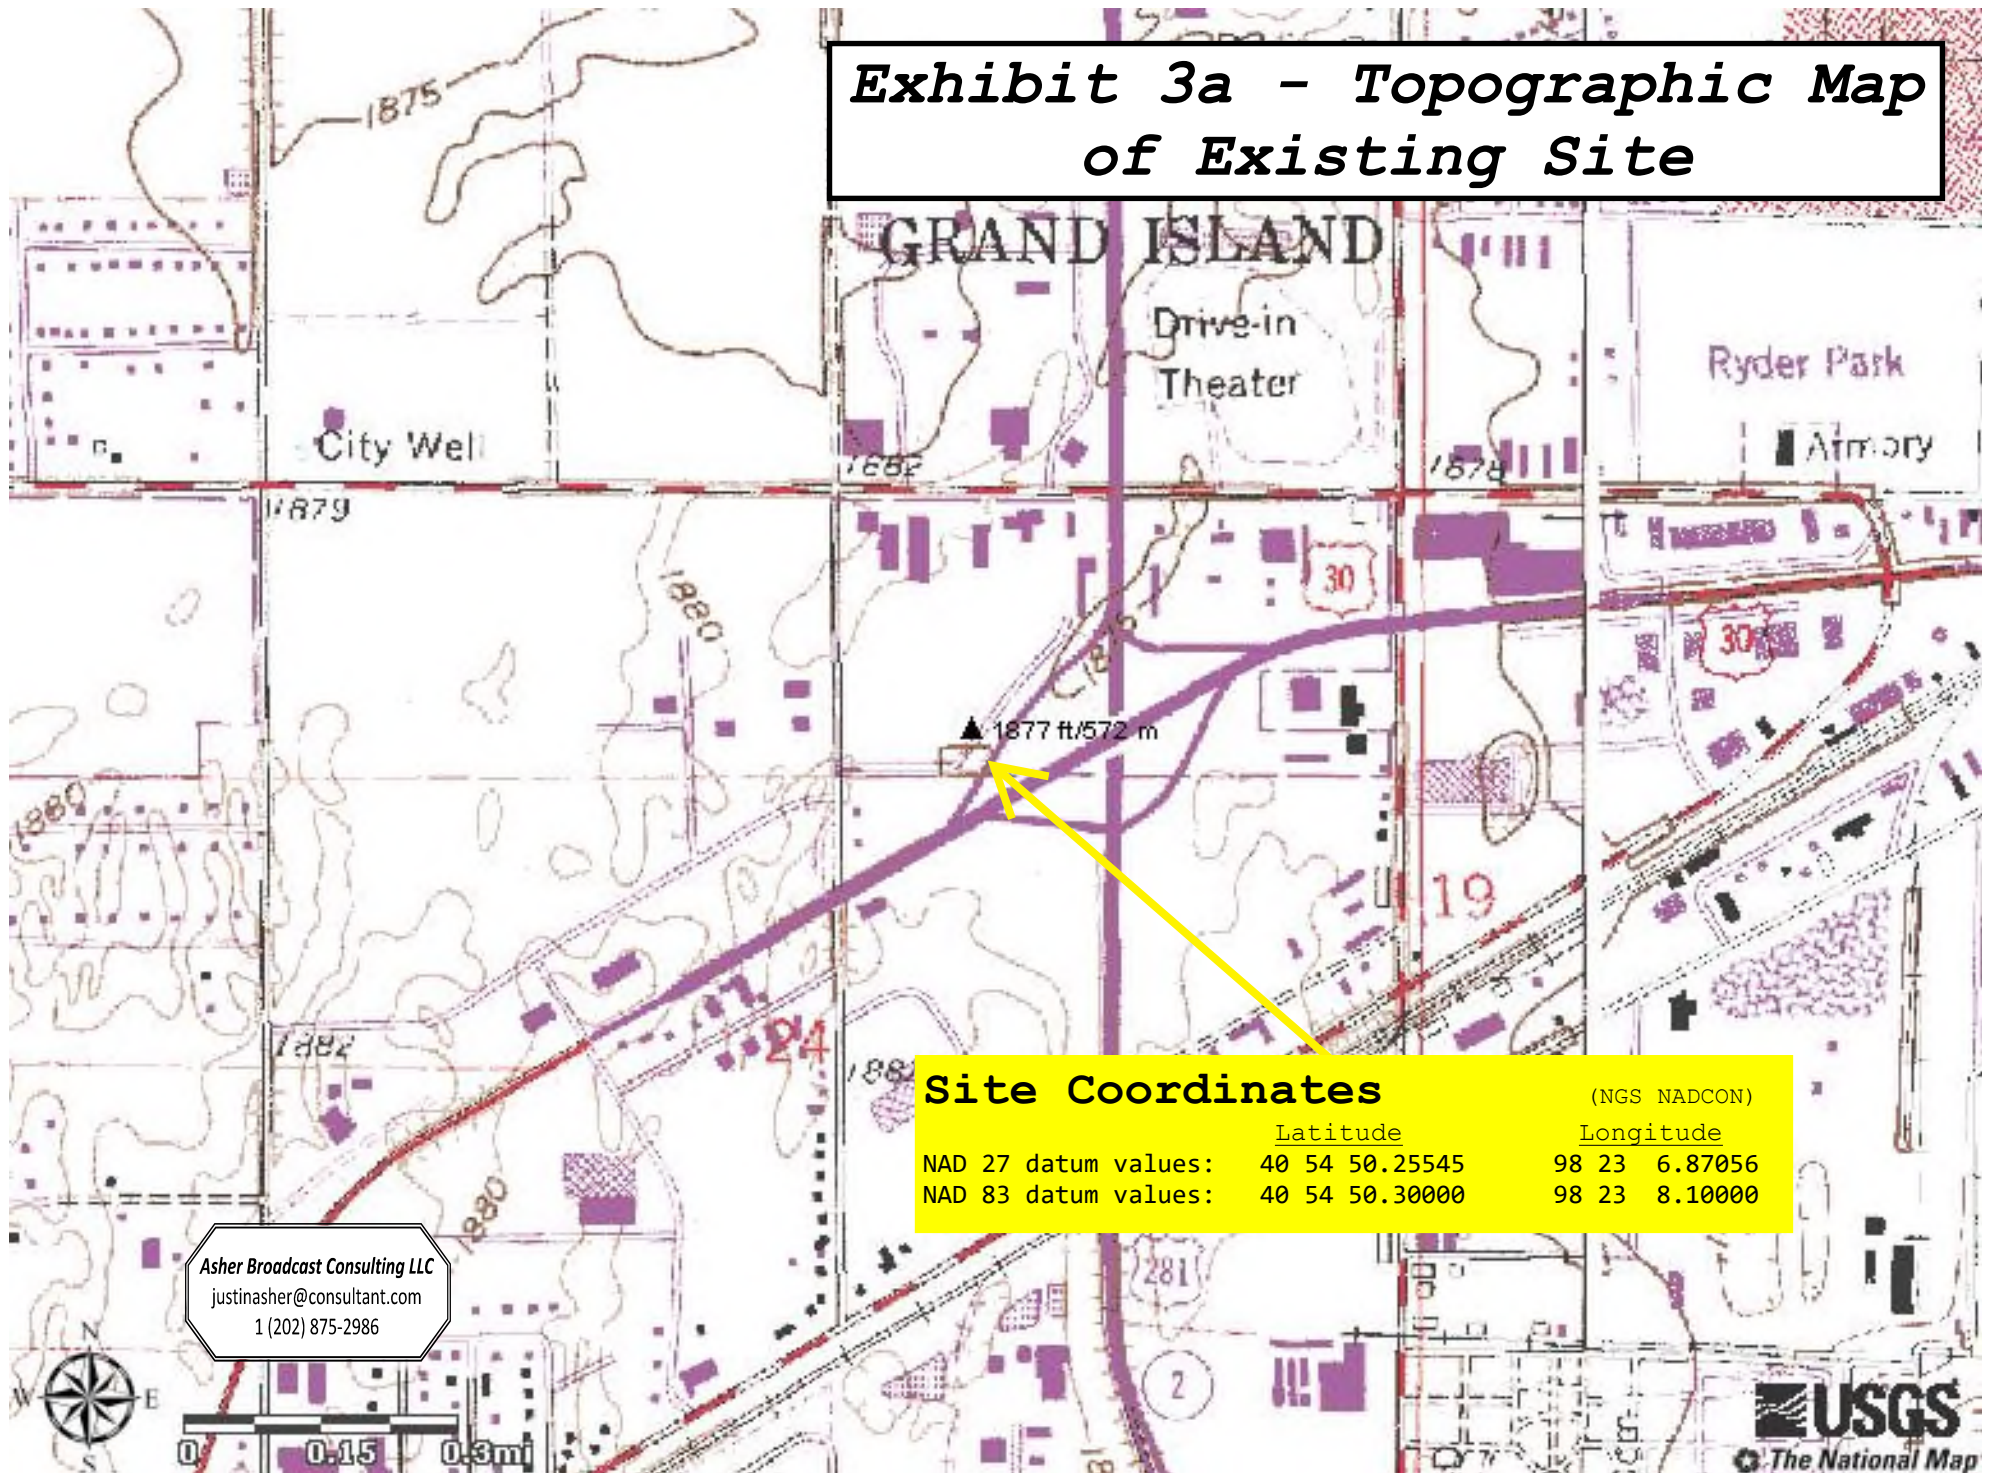 Exhibit 3a - Topographic Map
of Existing Site
1875
GRAND ISLAND
Drive-in
Theater
Ryder Park
City Well
Armory
1682
1878
1879
1880
30
30
1877 ft/572 m
1880
19
1882
24
Site Coordinates (NGS NADCON)
Latitude Longitude
NAD 27 datum values: 40 54 50.25545 98 23 6.87056
NAD 83 datum values: 40 54 50.30000 98 23 8.10000
1880
281
Asher Broadcast Consulting LLC
justinasher@consultant.com
1 (202) 875-2986
N
W E
S
2
0 0.15 0.3mi
USGS
The National Map